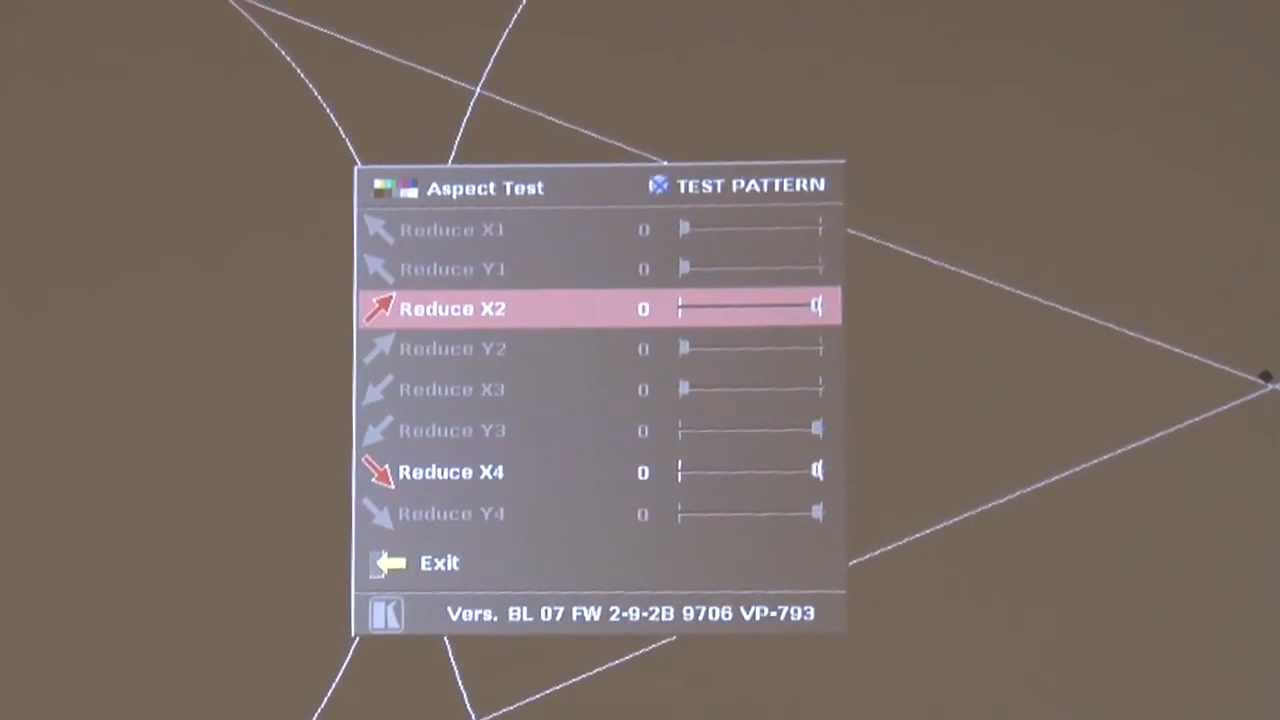 Aspect Test TEST PATTERN
Reduce X1 0
Reduce Y1 0
Reduce X2 0
Reduce Y2 0
Reduce X3 0
Reduce Y3 0
Reduce X4 0
Reduce Y4 0
Exit
K Vers. BL 07 FW 2-9-2B 9706 VP-793